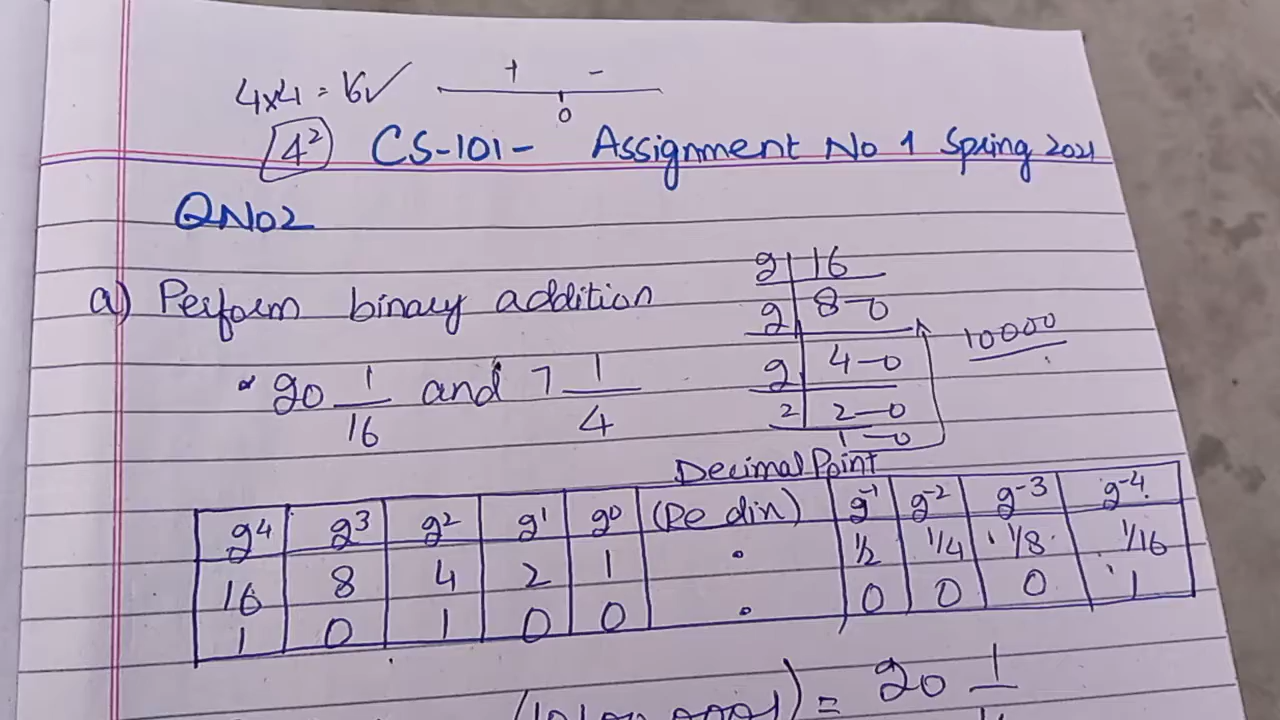 4x4 = 16✓ + - 0
4² CS-101- Assignment No 1 Spring 2021
QNO2
a) Perform binary addition
20 1/16 and 7 1/4
2 | 16
2 | 8-0
2 | 4-0
2 | 2-0
1-0
10000
Decimal Point
2⁴ 2³ 2² 2¹ 2⁰ 2⁻¹ 2⁻² 2⁻³ 2⁻⁴
16 8 4 2 1 . 1/2 1/4 1/8 1/16
1 0 1 0 0 . 0 0 0 1
(10100.0001) = 20 1